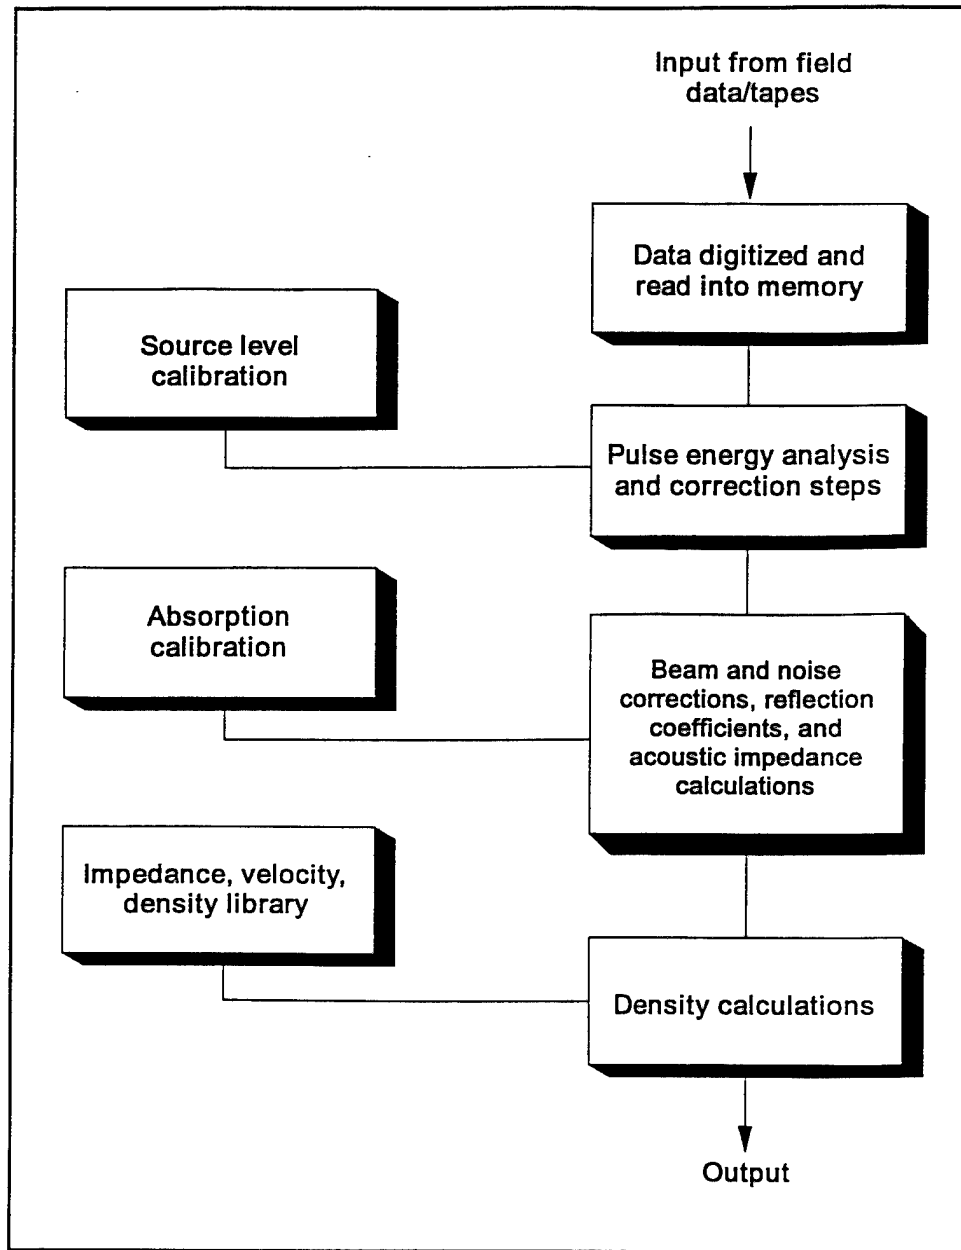 Input from field
data/tapes
Data digitized and
read into memory
Source level
calibration
Pulse energy analysis
and correction steps
Absorption
calibration
Beam and noise
corrections, reflection
coefficients, and
acoustic impedance
calculations
Impedance, velocity,
density library
Density calculations
Output